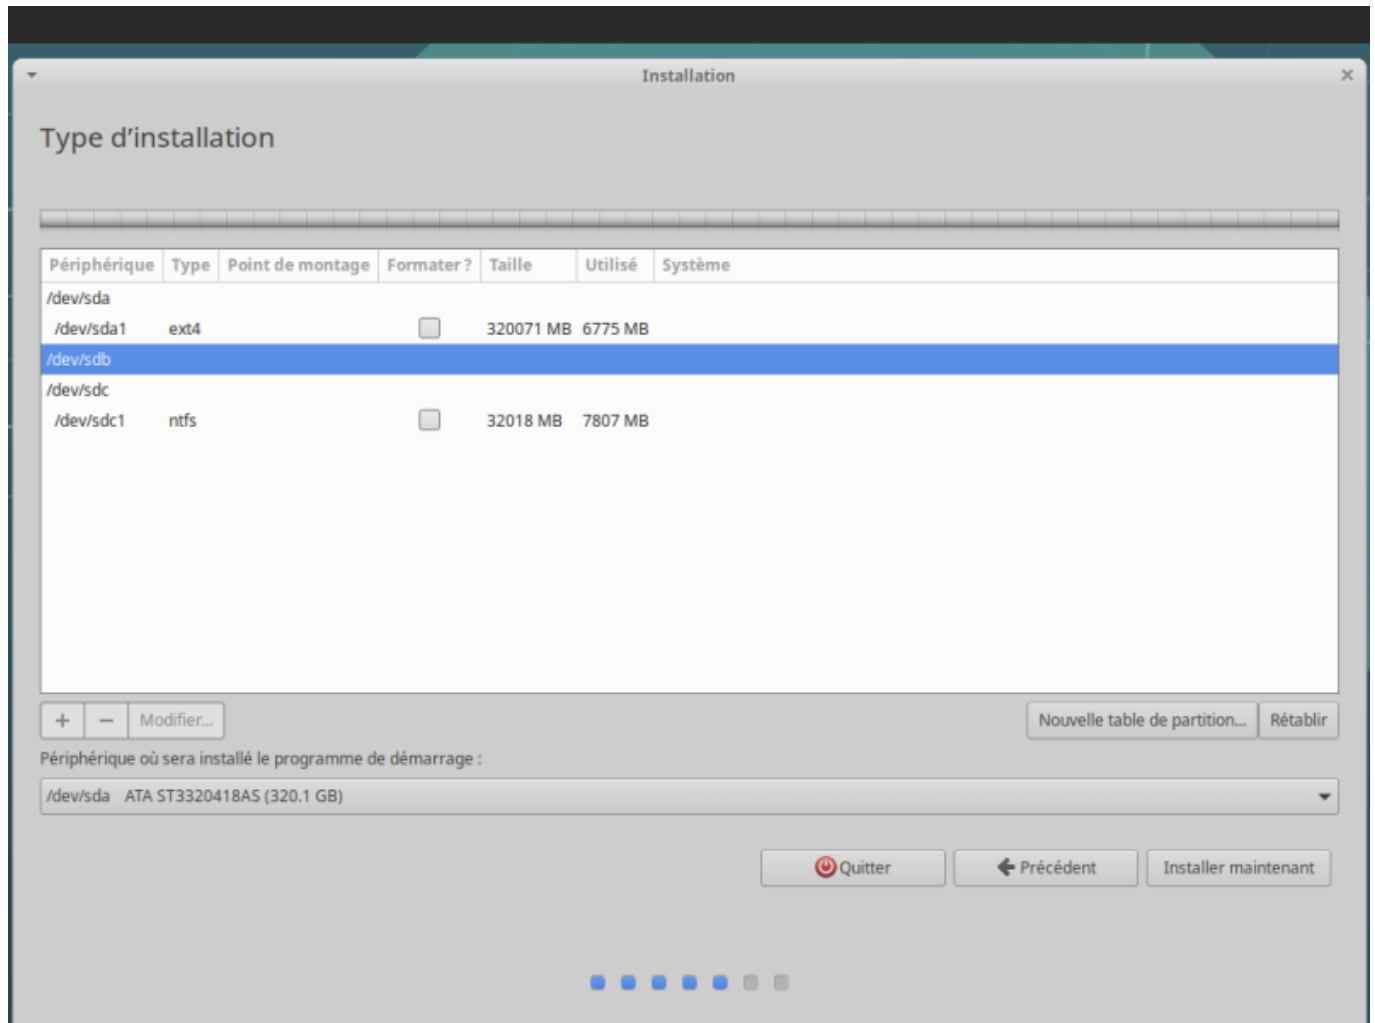 Installation
Type d’installation
Périphérique Type Point de montage Formater ? Taille Utilisé Système
/dev/sda
/dev/sda1 ext4 320071 MB 6775 MB
/dev/sdb
/dev/sdc
/dev/sdc1 ntfs 32018 MB 7807 MB
+ − Modifier... Nouvelle table de partition... Rétablir
Périphérique où sera installé le programme de démarrage :
/dev/sda ATA ST3320418AS (320.1 GB)
Quitter Précédent Installer maintenant